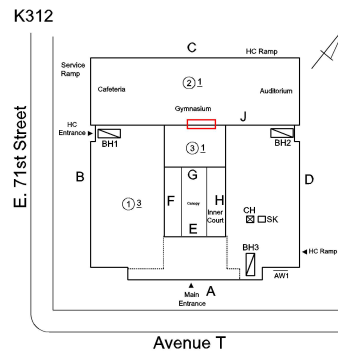 K312
C
HC Ramp
Service
Ramp
2 1
Cafeteria
Auditorium
Gymnasium
J
HC
Entrance
BH1
BH2
3 1
B
G
D
F
Canopy
H
1 3
Inner
Court
CH
SK
E
BH3
HC Ramp
AW1
A
Main
Entrance
E. 71st Street
Avenue T